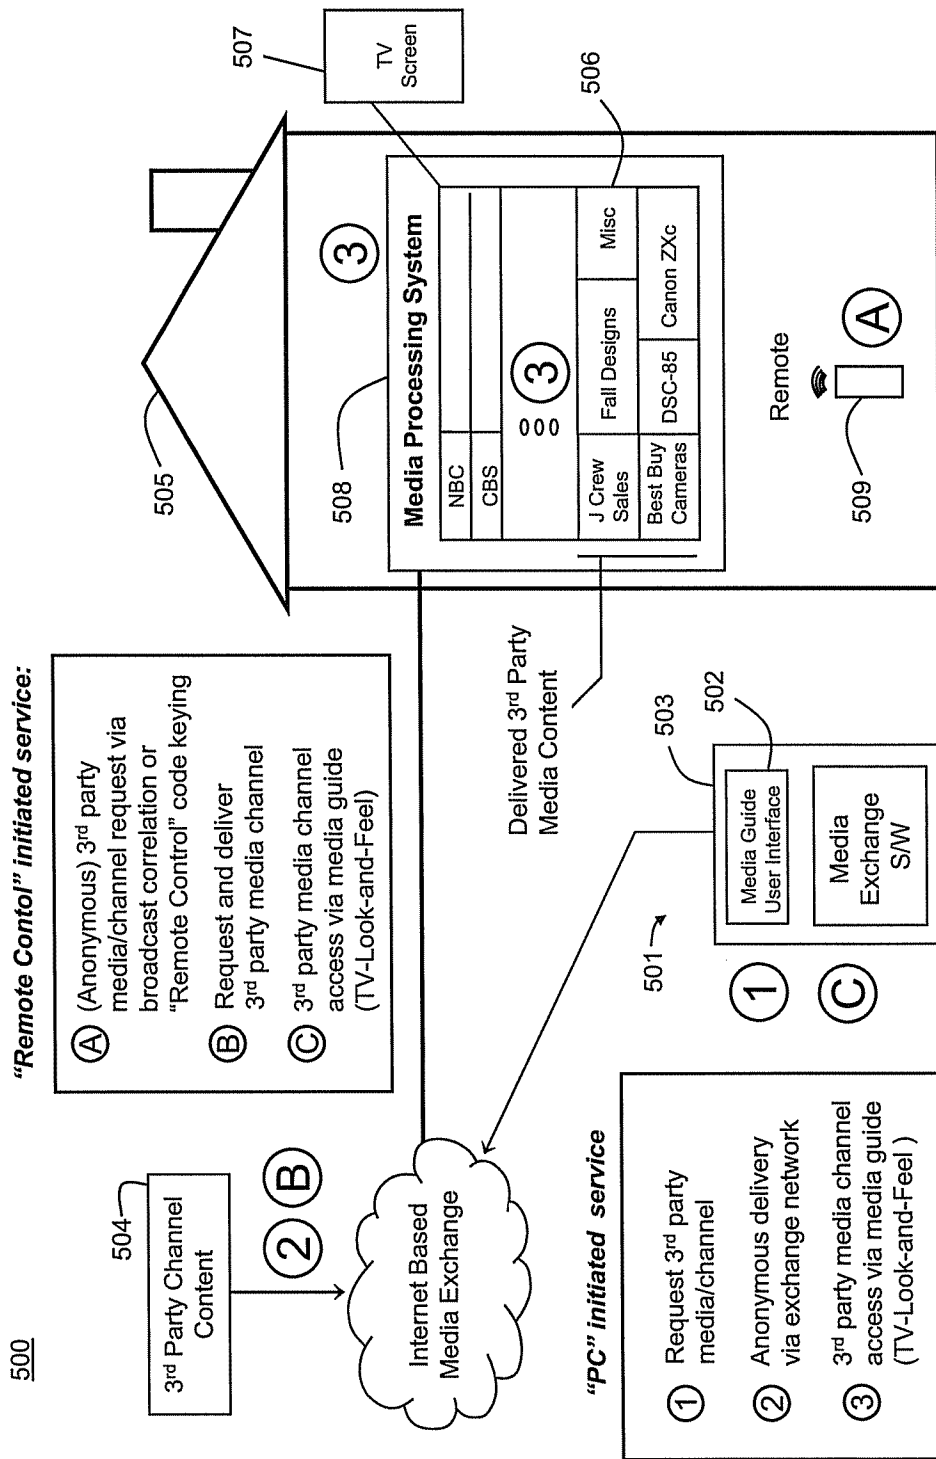 500
"Remote Contol" initiated service:
Ⓐ (Anonymous) 3rd party
media/channel request via
broadcast correlation or
"Remote Control" code keying
Ⓑ Request and deliver
3rd party media channel
Ⓒ 3rd party media channel
access via media guide
(TV-Look-and-Feel)
504
3rd Party Channel
Content
② Ⓑ
Internet Based
Media Exchange
505
③
508
Media Processing System
NBC
CBS
000
③
J Crew
Sales
Fall Designs
Misc
Best Buy
Cameras
DSC-85
Canon ZXc
507
TV
Screen
506
Remote
509
Ⓐ
Delivered 3rd Party
Media Content
"PC" initiated service
① Request 3rd party
media/channel
② Anonymous delivery
via exchange network
③ 3rd party media channel
access via media guide
(TV-Look-and-Feel )
501
503
502
①
Media Guide
User Interface
Ⓒ
Media
Exchange
S/W